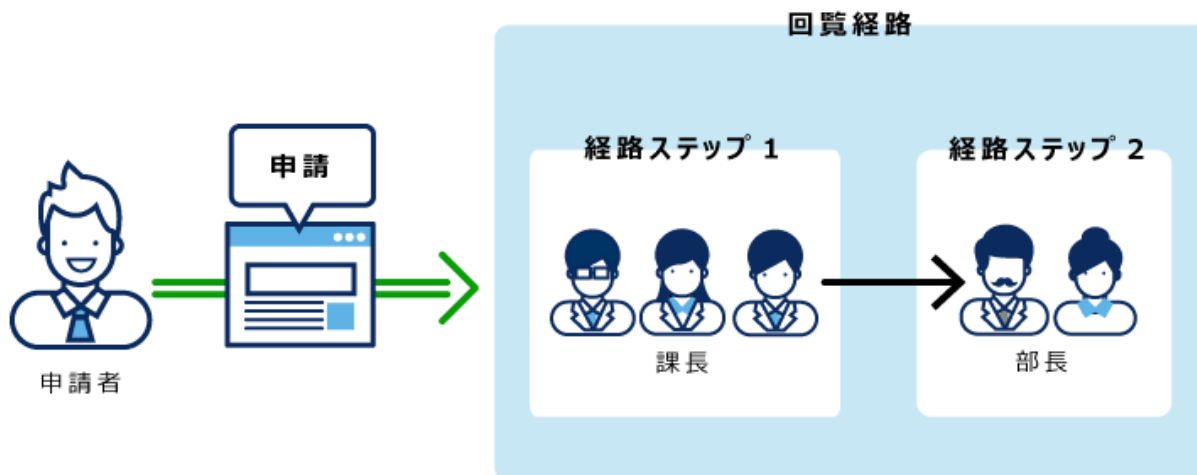 回覧経路
申請
経路ステップ 1
経路ステップ 2
申請者
課長
部長